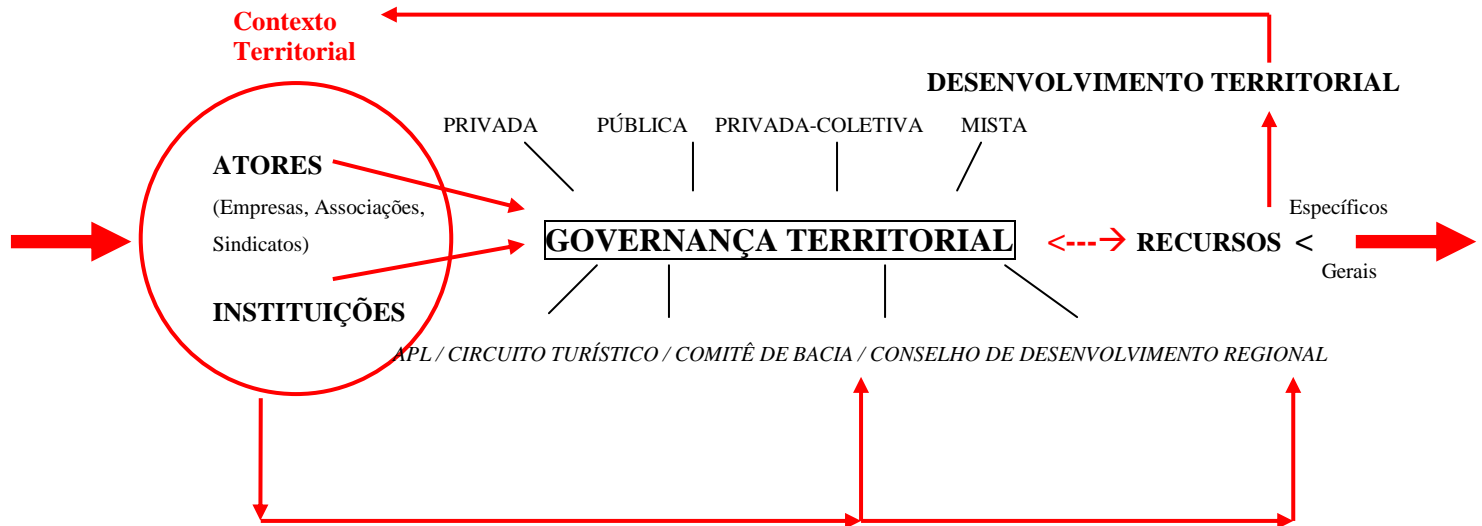 Contexto
Territorial
DESENVOLVIMENTO TERRITORIAL
PRIVADA PÚBLICA PRIVADA-COLETIVA MISTA
ATORES
(Empresas, Associações,
Sindicatos)
INSTITUIÇÕES
GOVERNANÇA TERRITORIAL
<---→ RECURSOS <
Específicos
Gerais
APL / CIRCUITO TURÍSTICO / COMITÊ DE BACIA / CONSELHO DE DESENVOLVIMENTO REGIONAL